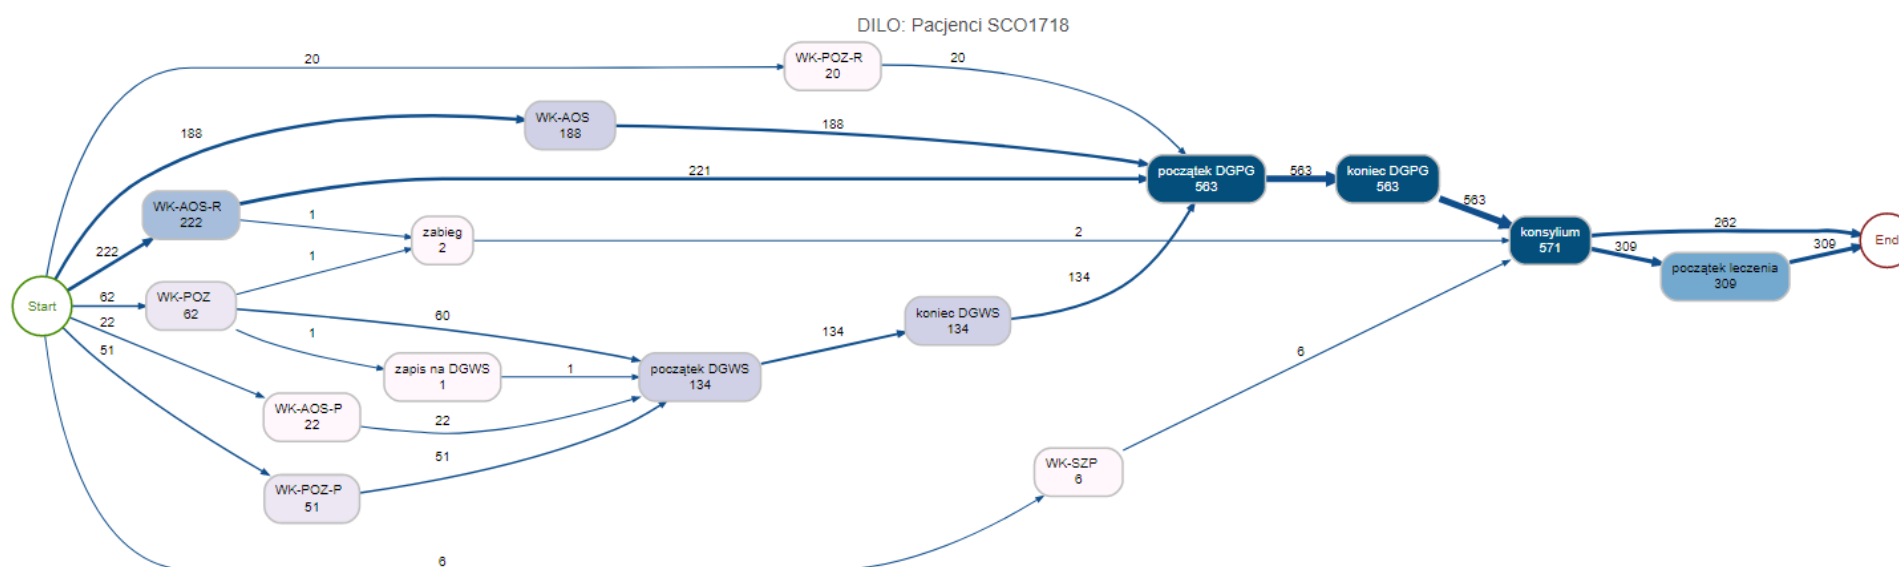 DILO: Pacjenci SCO1718
20
WK-POZ-R
20
20
188
WK-AOS
188
188
WK-AOS-R
222
221
początek DGPG
563
563
koniec DGPG
563
563
222
1
zabieg
2
2
konsylium
571
262
309
początek leczenia
309
309
End
1
Start
62
WK-POZ
62
60
134
koniec DGWS
134
134
22
1
zapis na DGWS
1
1
początek DGWS
134
51
WK-AOS-P
22
22
6
WK-POZ-P
51
51
WK-SZP
6
6